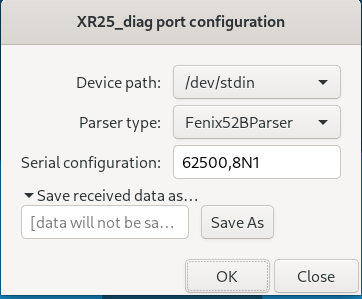 XR25_diag port configuration
Device path: /dev/stdin
Parser type: Fenix52BParser
Serial configuration: 62500,8N1
Save received data as...
[data will not be sa... Save As
OK Close